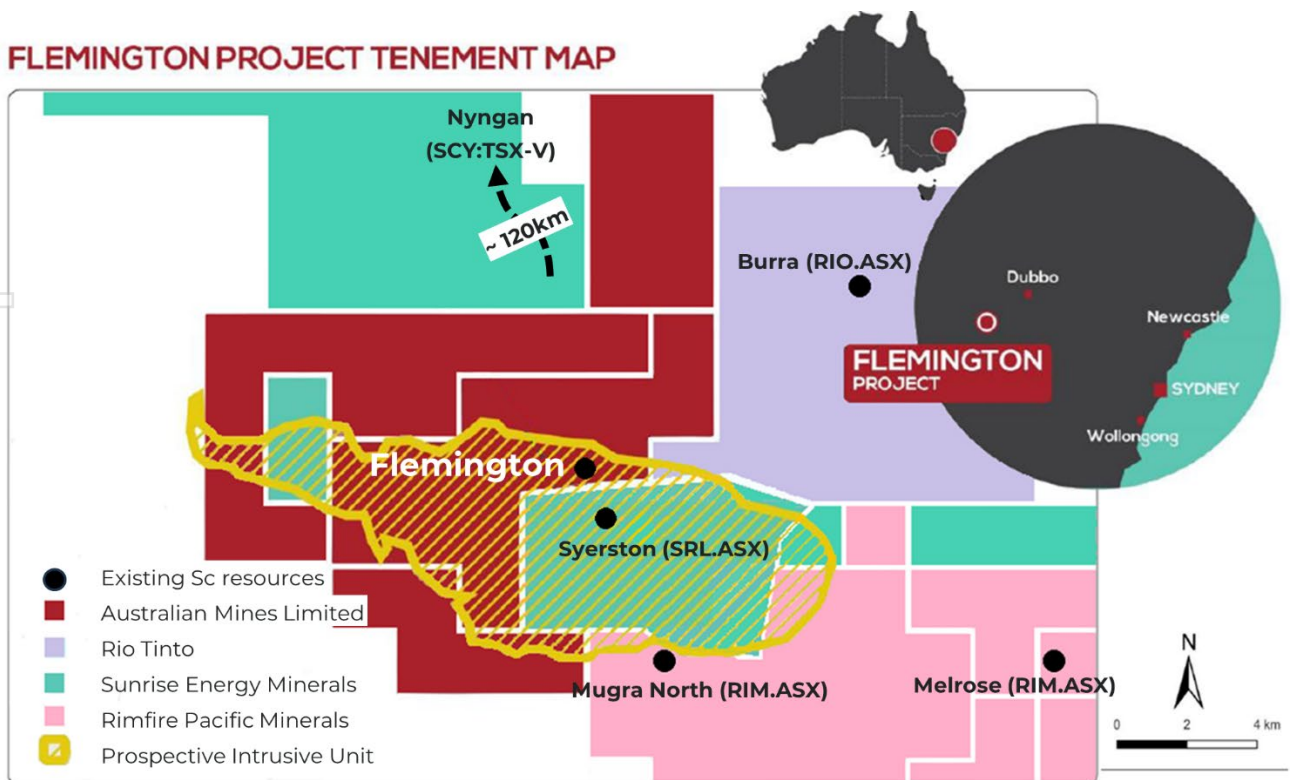 FLEMINGTON PROJECT TENEMENT MAP
Nyngan
(SCY:TSX-V)
~ 120km
Burra (RIO.ASX)
Dubbo
Newcastle
FLEMINGTON
PROJECT
SYDNEY
Wollongong
Flemington
Syerston (SRL.ASX)
Mugra North (RIM.ASX)
Melrose (RIM.ASX)
Existing Sc resources
Australian Mines Limited
Rio Tinto
Sunrise Energy Minerals
Rimfire Pacific Minerals
Prospective Intrusive Unit
N
0 2 4 km